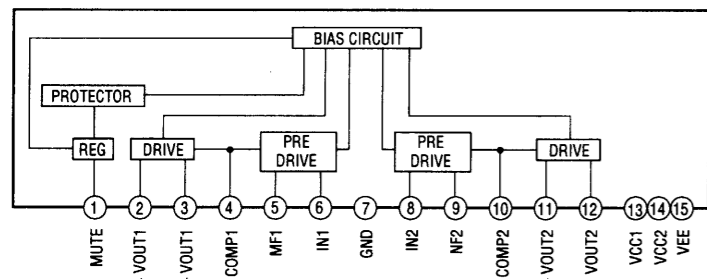 BIAS CIRCUIT
PROTECTOR
REG
DRIVE
PRE
DRIVE
PRE
DRIVE
DRIVE
1
2
3
4
5
6
7
8
9
10
11
12
13
14
15
MUTE
VOUT1
VOUT1
COMP1
MF1
IN1
GND
IN2
NF2
COMP2
VOUT2
VOUT2
VCC1
VCC2
VEE